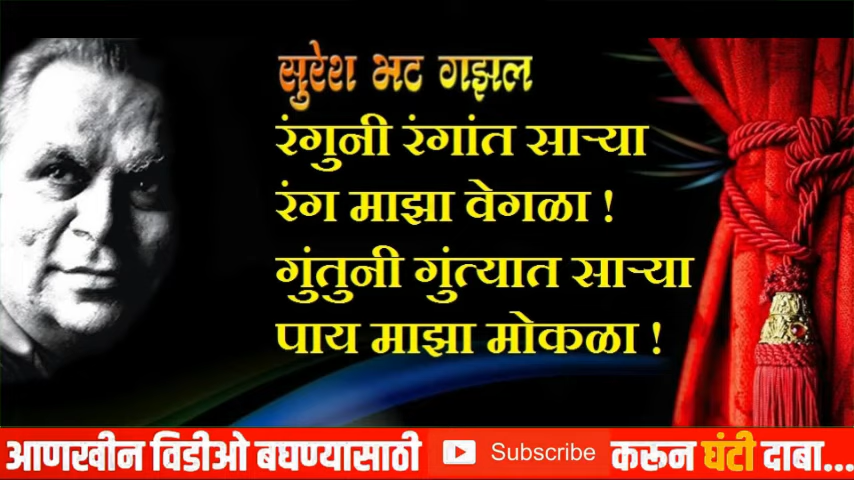 सुरेश भट गझल
रंगुनी रंगांत साऱ्या
रंग माझा वेगळा !
गुंतुनी गुंत्यात साऱ्या
पाय माझा मोकळा !
आणखीन विडीओ बघण्यासाठी Subscribe करून घंटी दाबा...